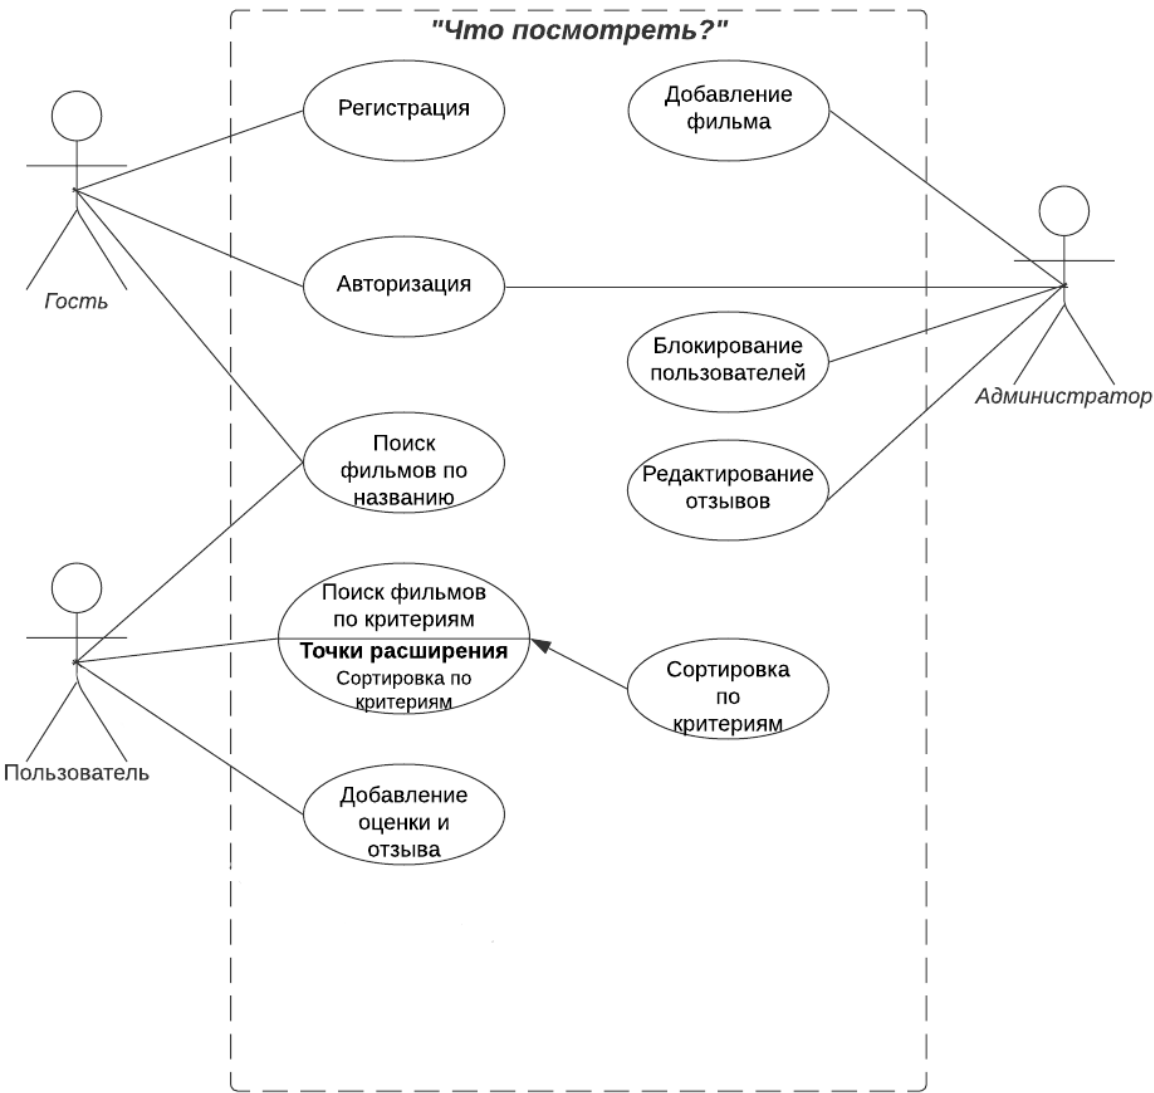 "Что посмотреть?"
Регистрация
Добавление
фильма
Гость
Авторизация
Администратор
Блокирование
пользователей
Поиск
фильмов по
названию
Редактирование
отзывов
Пользователь
Поиск фильмов
по критериям
Точки расширения
Сортировка по
критериям
Сортировка
по
критериям
Добавление
оценки и
отзыва